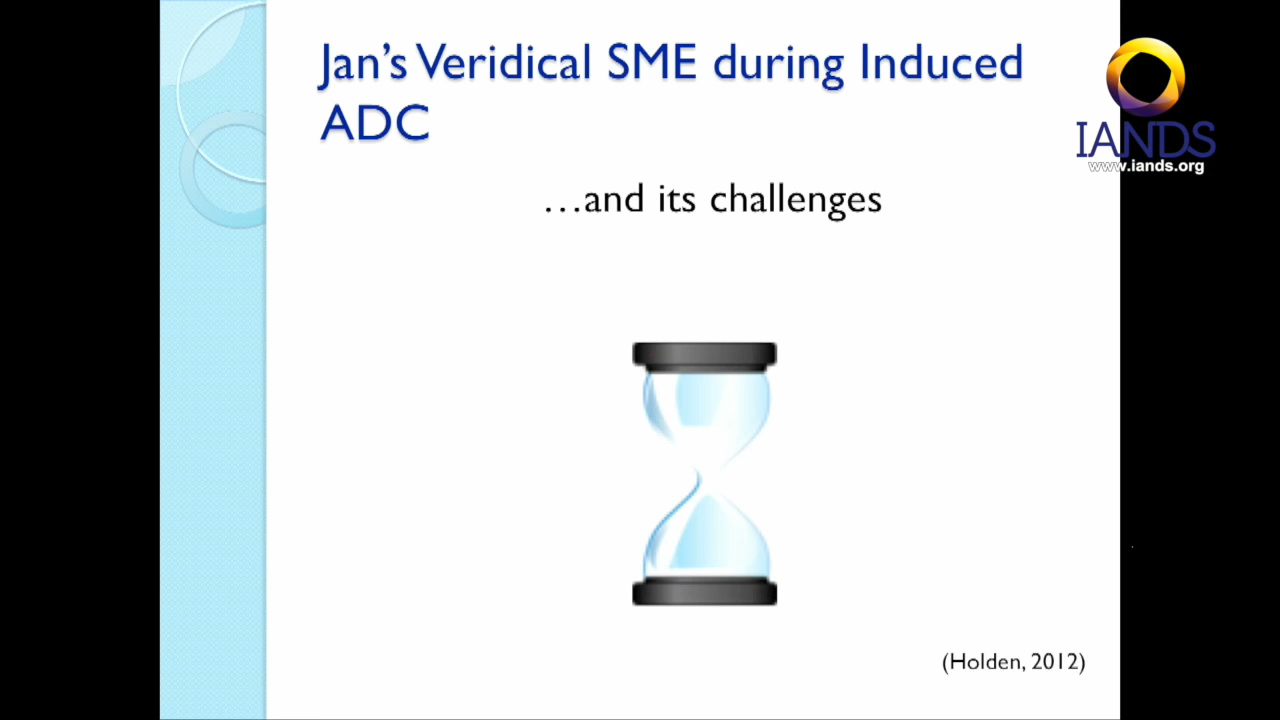 Jan's Veridical SME during Induced
ADC
…and its challenges
IANDS
www.iands.org
(Holden, 2012)